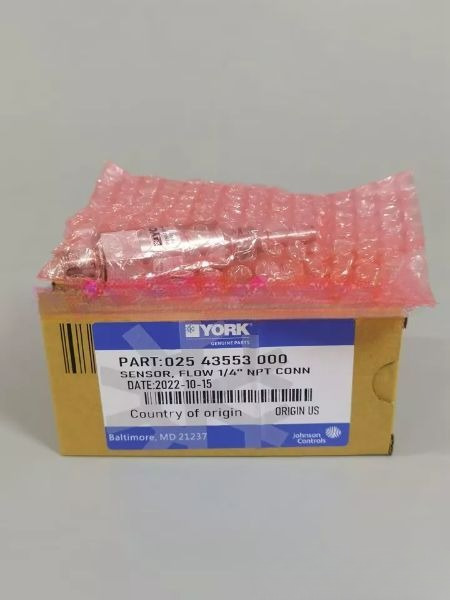 YORK
GENUINE PARTS
PART:025 43553 000
SENSOR, FLOW 1/4" NPT CONN
DATE:2022-10-15
Country of origin ORIGIN US
Baltimore, MD 21237
Johnson
Controls